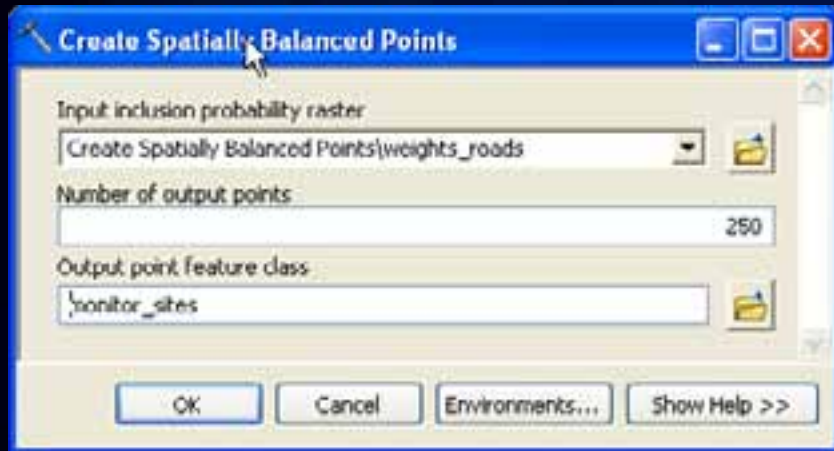 Create Spatially Balanced Points
Input inclusion probability raster
Create Spatially Balanced Points\weights_roads
Number of output points
250
Output point feature class
monitor_sites
OK
Cancel
Environments...
Show Help >>